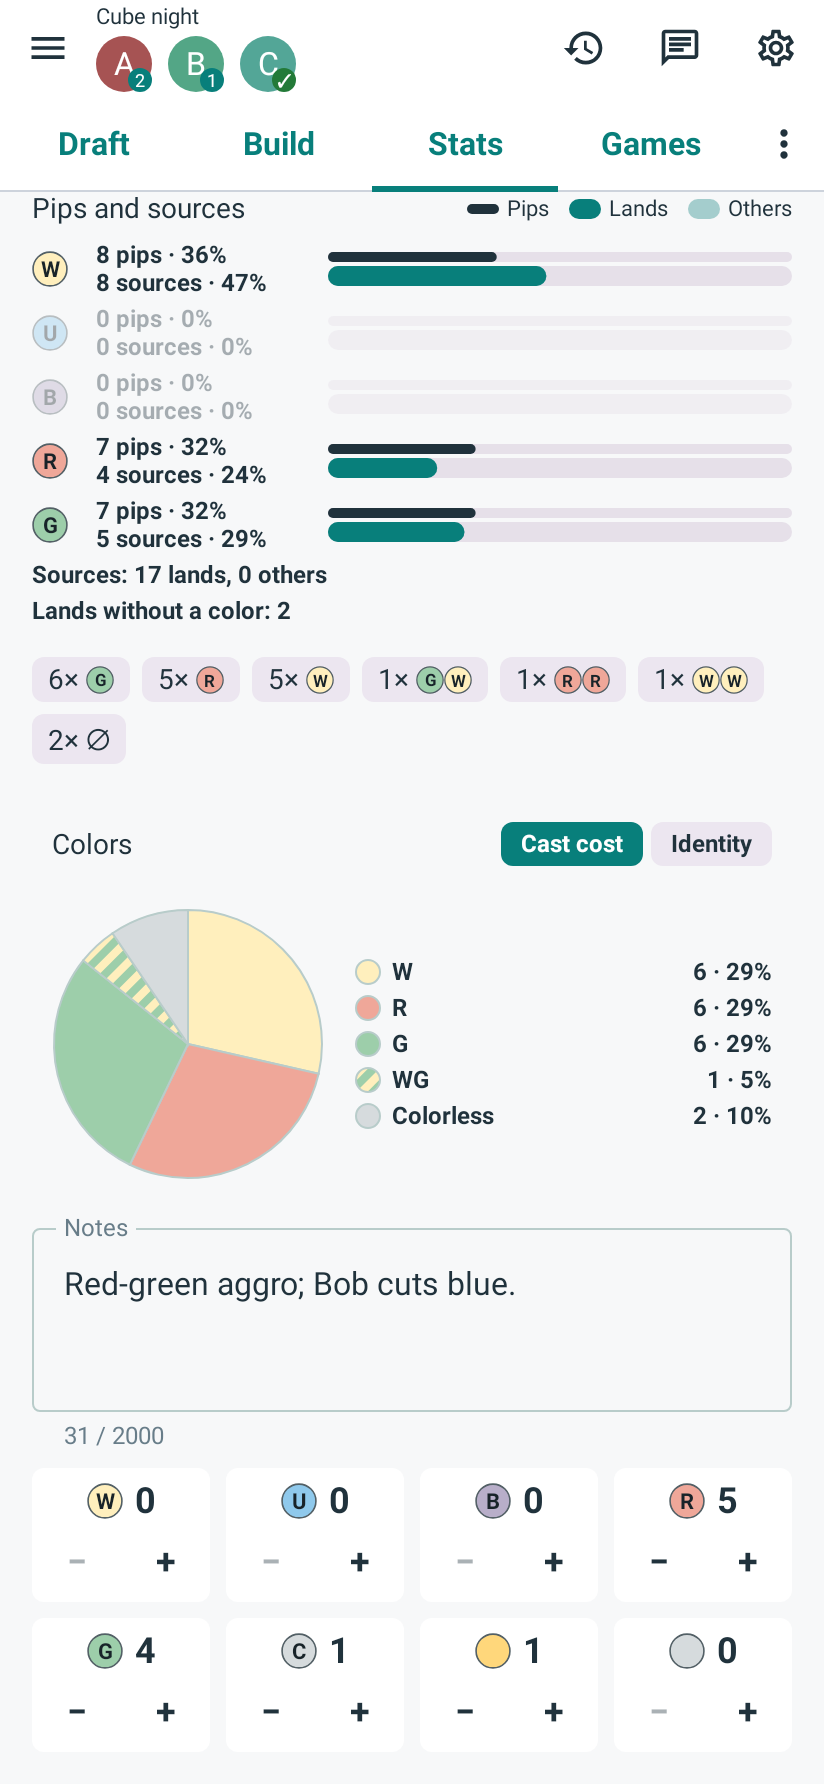 Cube night
A 2 B 1 C ✓
Draft Build Stats Games
Pips and sources Pips Lands Others
W 8 pips · 36%
8 sources · 47%
U 0 pips · 0%
0 sources · 0%
B 0 pips · 0%
0 sources · 0%
R 7 pips · 32%
4 sources · 24%
G 7 pips · 32%
5 sources · 29%
Sources: 17 lands, 0 others
Lands without a color: 2
6× G 5× R 5× W 1× G W 1× R R 1× W W
2× ∅
Colors Cast cost Identity
W 6 · 29%
R 6 · 29%
G 6 · 29%
WG 1 · 5%
Colorless 2 · 10%
Notes
Red-green aggro; Bob cuts blue.
31 / 2000
W 0 U 0 B 0 R 5
− + − + − + − +
G 4 C 1 1 0
− + − + − + − +